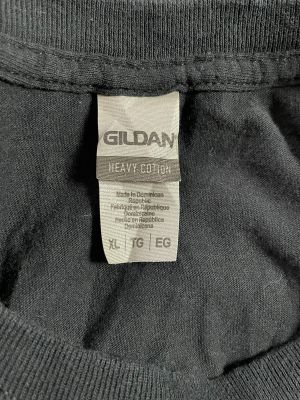 GILDAN
HEAVY COTTON
Made in Dominican
Republic
Fabriqué en République
Dominicaine
Hecho en República
Dominicana
XL TG EG